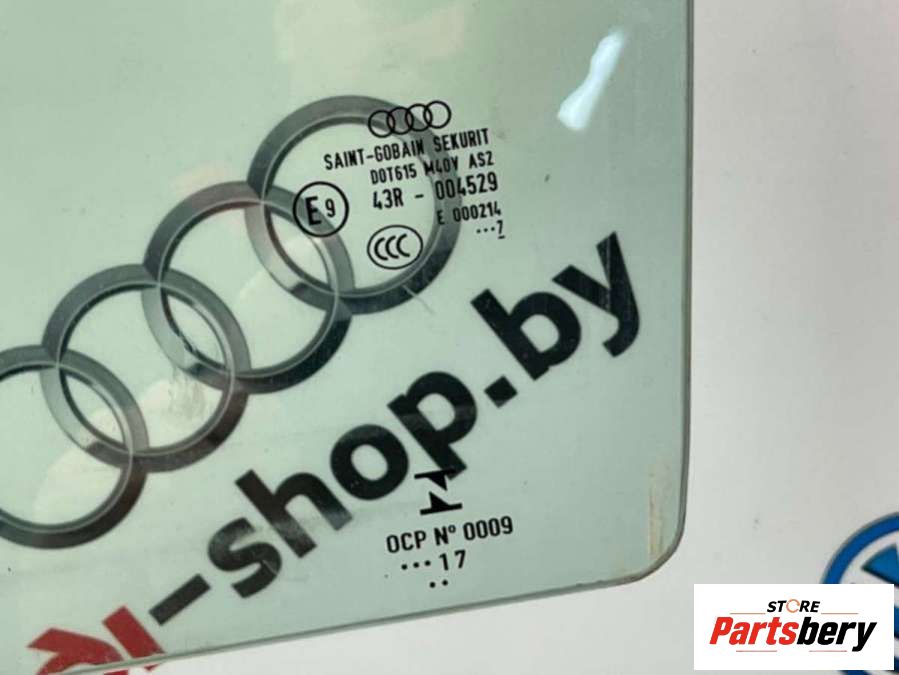 SAINT-GOBAIN SEKURIT
DOT615 M40V AS2
E9
43R - 004529
E 000214
...7
CCC
-shop.by
OCP Nº 0009
...17
..
STORE
Partsbery